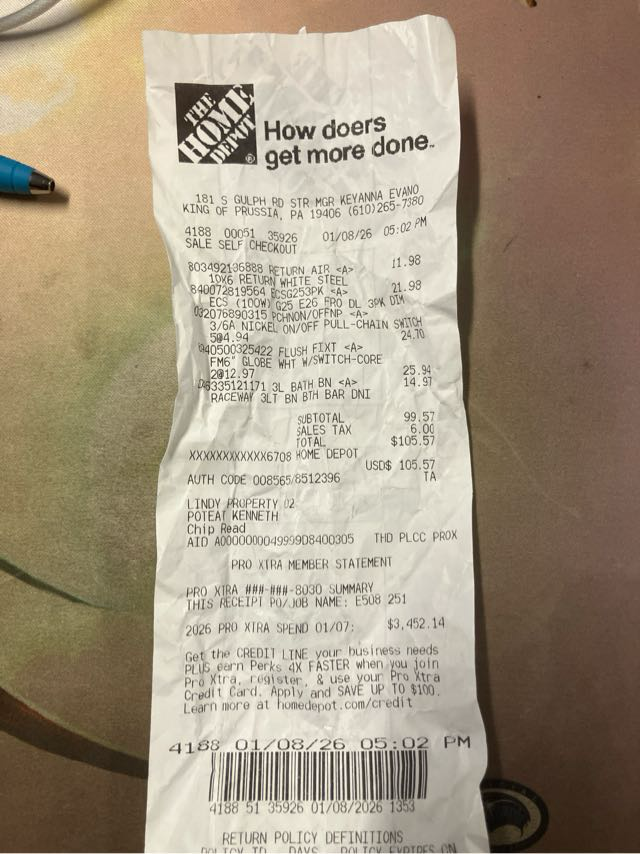 THE
HOME
DEPOT
®
How doers
get more done.™
181 S GULPH RD STR MGR KEYANNA EVANO
KING OF PRUSSIA, PA 19406 (610)265-7380
4188 00051 35926 01/08/26 05:02 PM
SALE SELF CHECKOUT
803492136888 RETURN AIR <A> 11.98
10X6 RETURN WHITE STEEL
840072819564 ECSG253PK <A> 21.98
ECS (100W) G25 E26 FRO DL 3PK DIM
032076890315 PCHNON/OFFNP <A>
3/6A NICKEL ON/OFF PULL-CHAIN SWITCH
5@4.94 24.70
840500325422 FLUSH FIXT <A>
FM6" GLOBE WHT W/SWITCH-CORE
2@12.97 25.94
6335121171 3L BATH BN <A> 14.97
RACEWAY 3LT BN BTH BAR DNI
SUBTOTAL 99.57
SALES TAX 6.00
TOTAL $105.57
XXXXXXXXXXXX6708 HOME DEPOT
USD$ 105.57
AUTH CODE 008565/8512396 TA
LINDY PROPERTY 02
POTEAT KENNETH
Chip Read
AID A0000000049999D8400305 THD PLCC PROX
PRO XTRA MEMBER STATEMENT
PRO XTRA ###-###-8030 SUMMARY
THIS RECEIPT PO/JOB NAME: E508 251
2026 PRO XTRA SPEND 01/07: $3,452.14
Get the CREDIT LINE your business needs
PLUS earn Perks 4X FASTER when you join
Pro Xtra, register, & use your Pro Xtra
Credit Card. Apply and SAVE UP TO $100.
Learn more at homedepot.com/credit
4188 01/08/26 05:02 PM
4188 51 35926 01/08/2026 1353
RETURN POLICY DEFINITIONS
POLICY ID DAYS POLICY EXPIRES ON